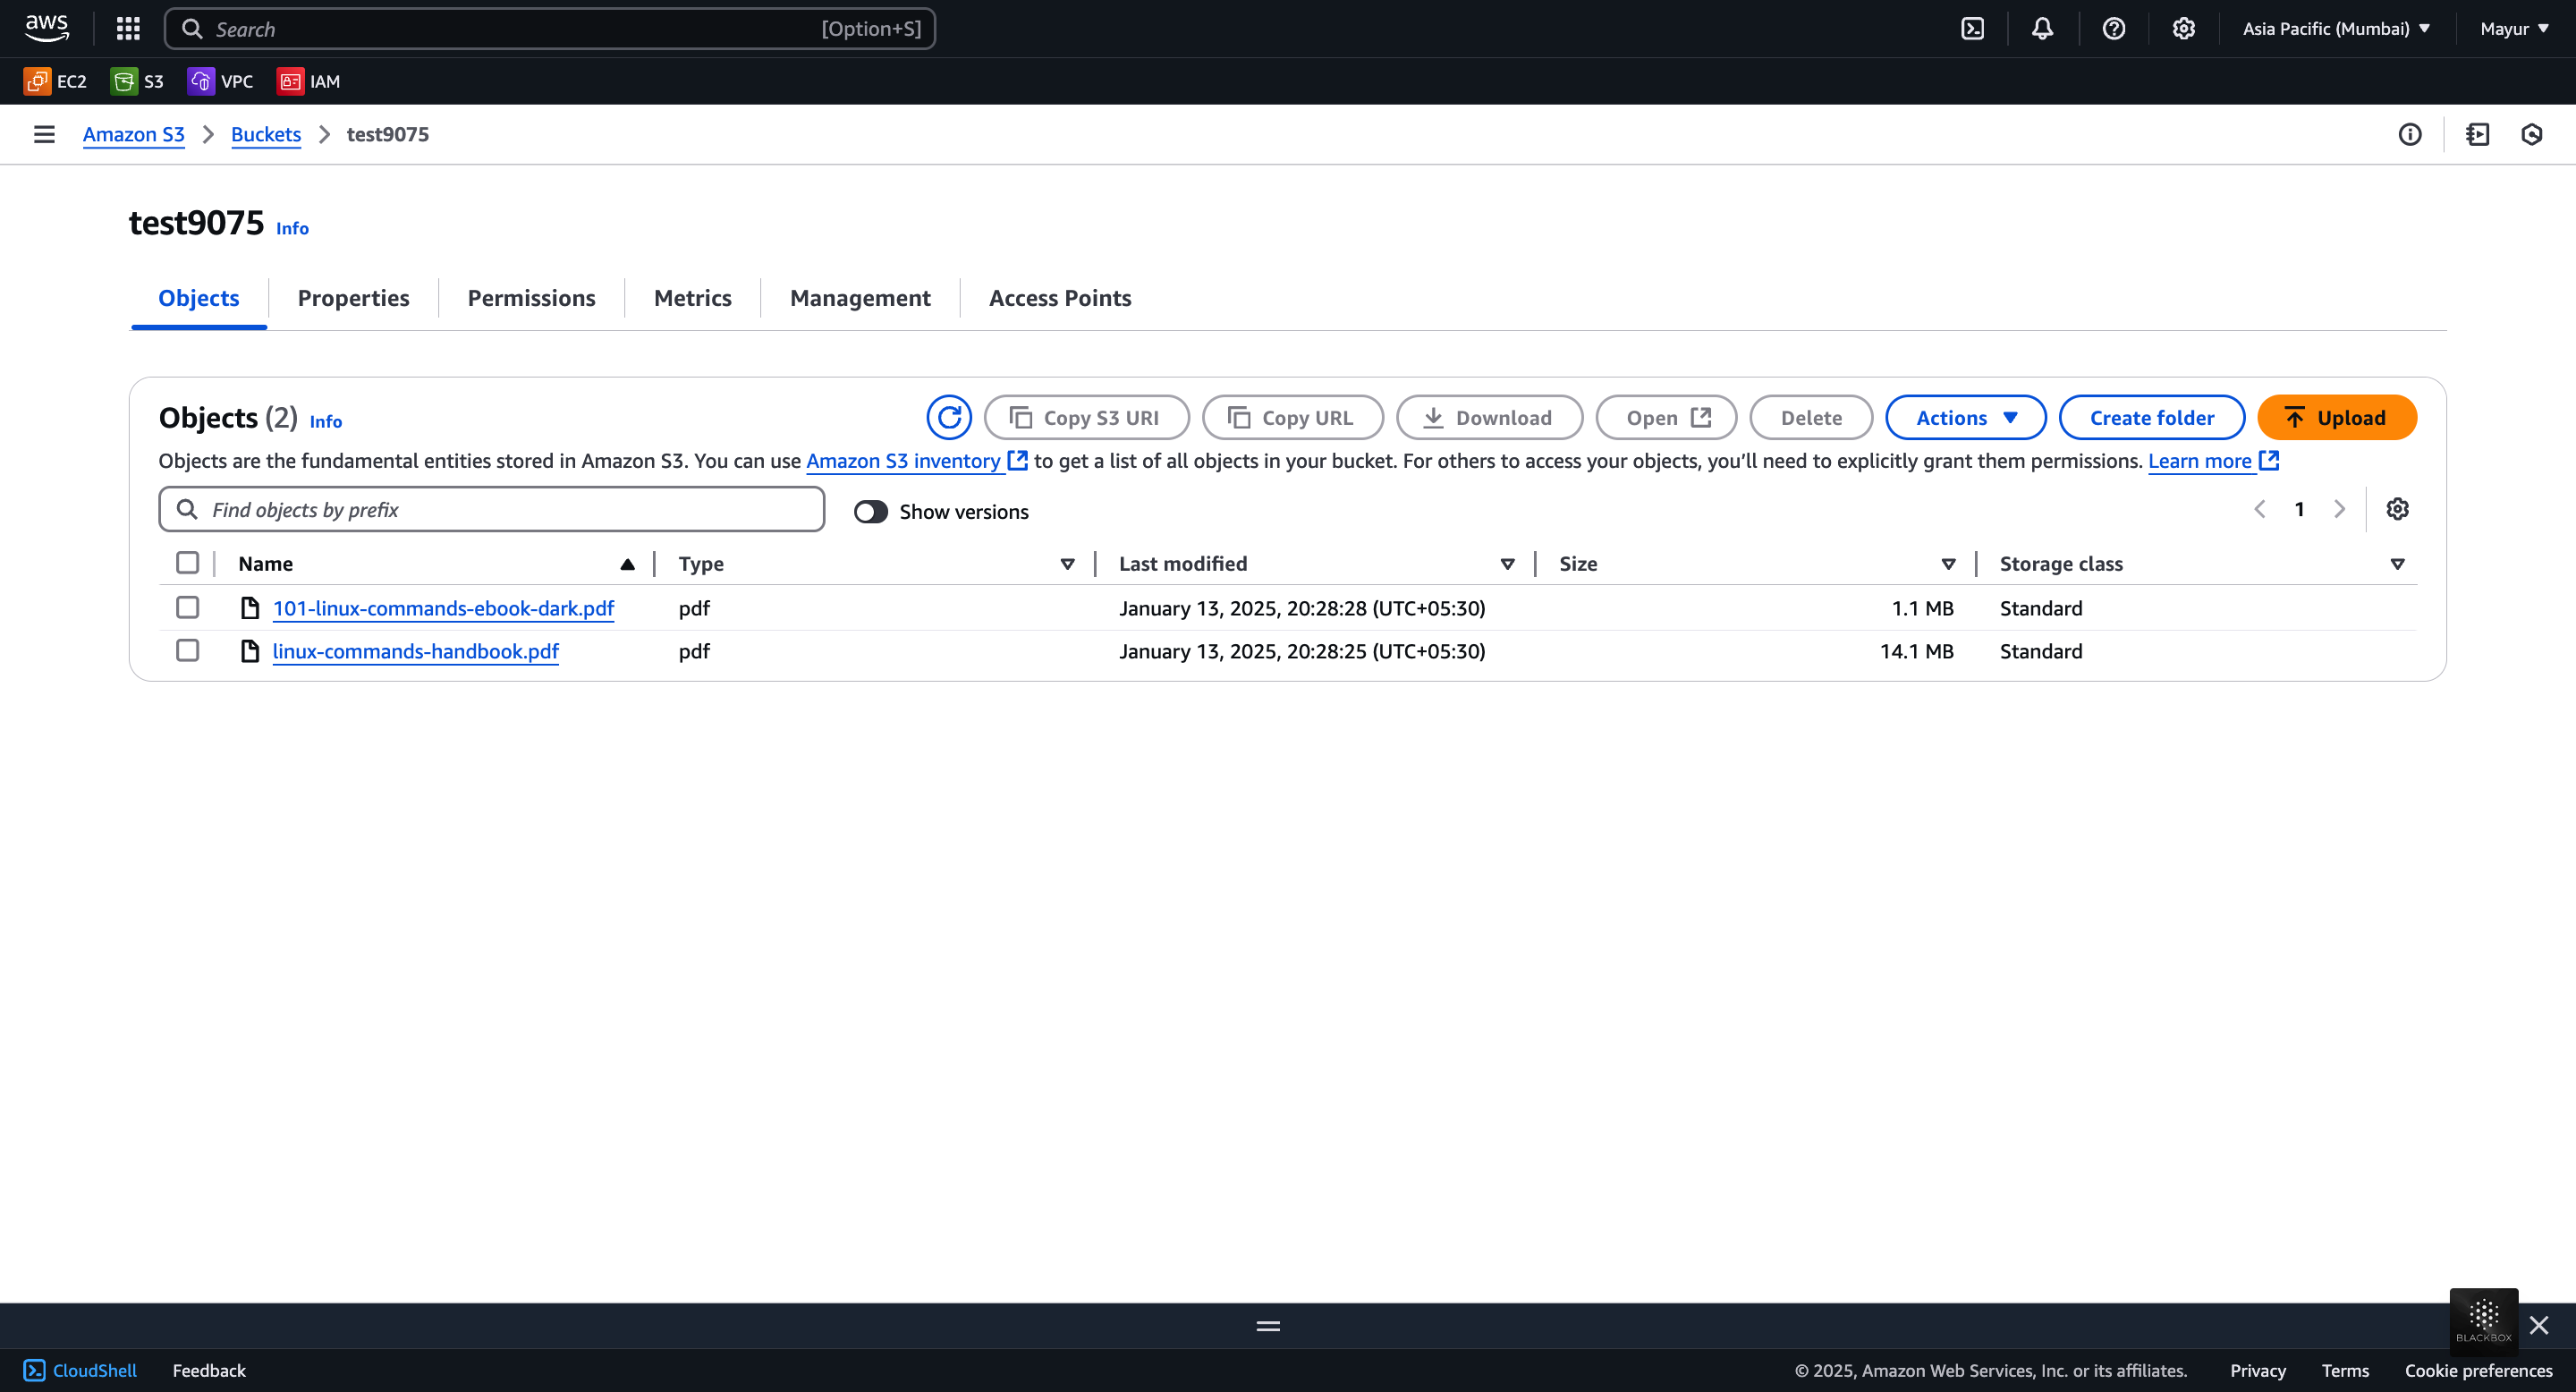 aws
Search [Option+S]
Asia Pacific (Mumbai)
Mayur
EC2 S3 VPC IAM
Amazon S3 Buckets test9075
test9075 Info
Objects Properties Permissions Metrics Management Access Points
Objects (2) Info
Copy S3 URI Copy URL Download Open Delete Actions Create folder Upload
Objects are the fundamental entities stored in Amazon S3. You can use Amazon S3 inventory to get a list of all objects in your bucket. For others to access your objects, you’ll need to explicitly grant them permissions. Learn more
Find objects by prefix Show versions 1
Name Type Last modified Size Storage class
101-linux-commands-ebook-dark.pdf pdf January 13, 2025, 20:28:28 (UTC+05:30) 1.1 MB Standard
linux-commands-handbook.pdf pdf January 13, 2025, 20:28:25 (UTC+05:30) 14.1 MB Standard
BLACKBOX
CloudShell Feedback © 2025, Amazon Web Services, Inc. or its affiliates. Privacy Terms Cookie preferences